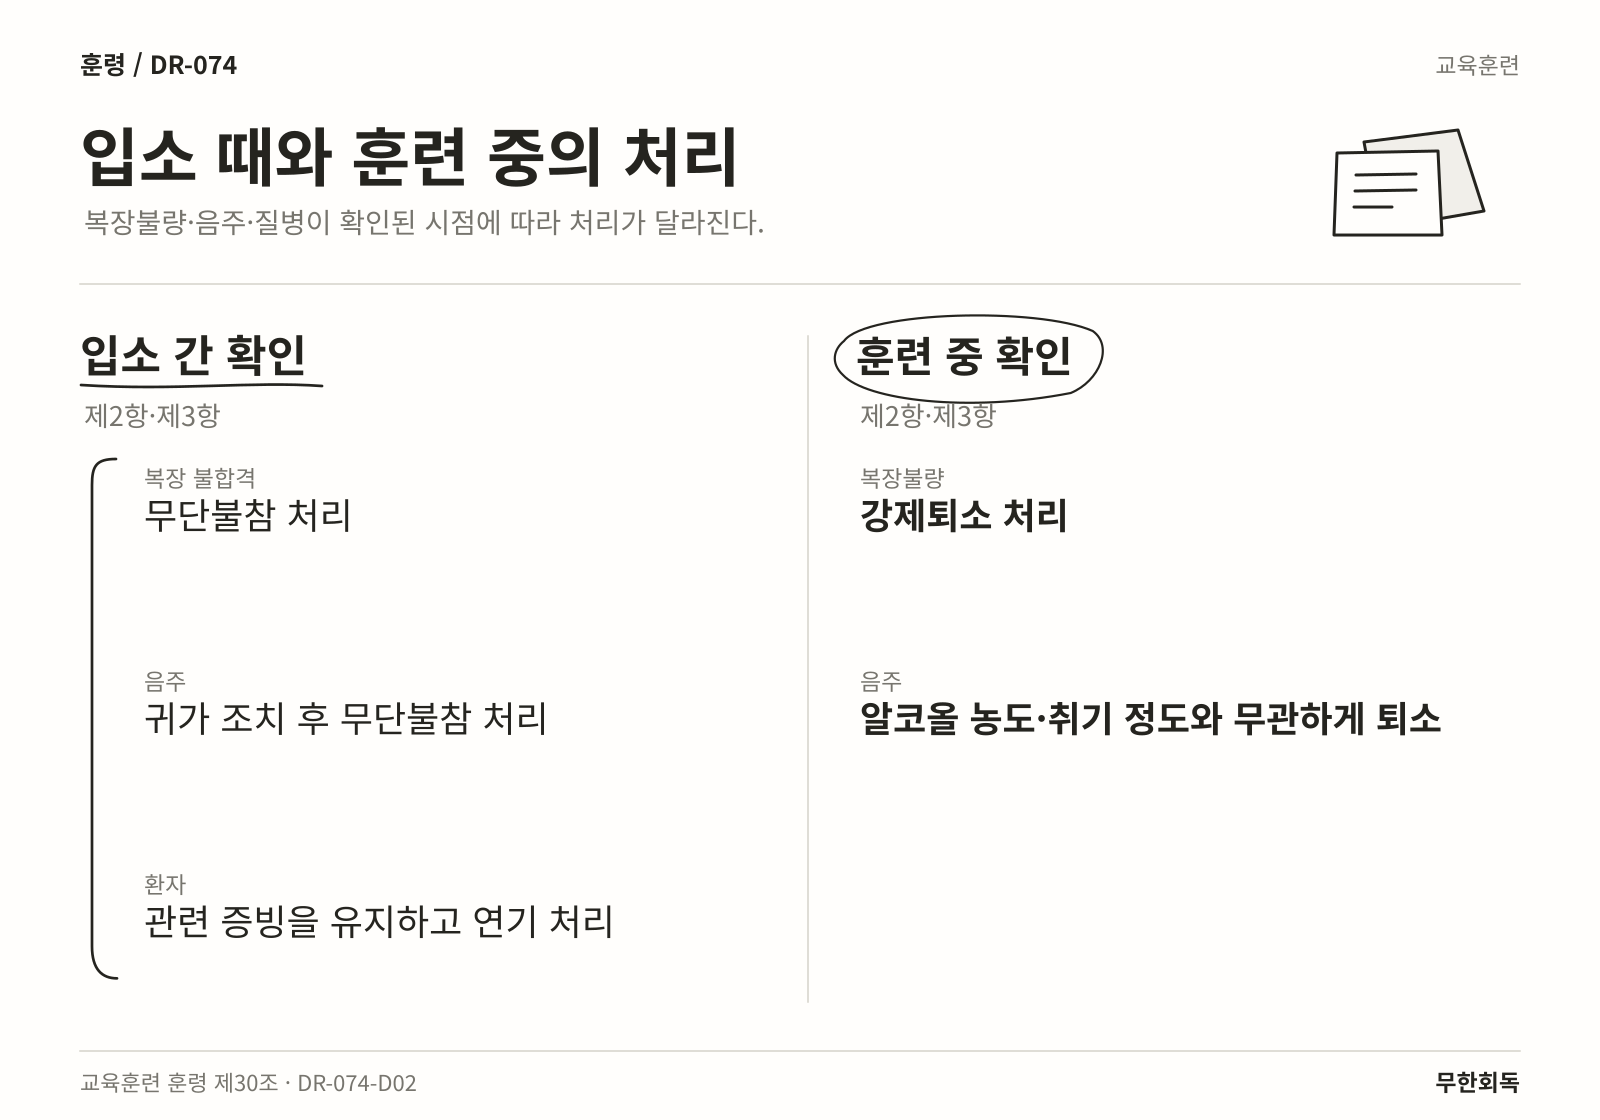 훈령 / DR-074
교육훈련
입소 때와 훈련 중의 처리
복장불량·음주·질병이 확인된 시점에 따라 처리가 달라진다.
입소 간 확인
제2항·제3항
복장 불합격
무단불참 처리
음주
귀가 조치 후 무단불참 처리
환자
관련 증빙을 유지하고 연기 처리
훈련 중 확인
제2항·제3항
복장불량
강제퇴소 처리
음주
알코올 농도·취기 정도와 무관하게 퇴소
교육훈련 훈령 제30조 · DR-074-D02
무한회독